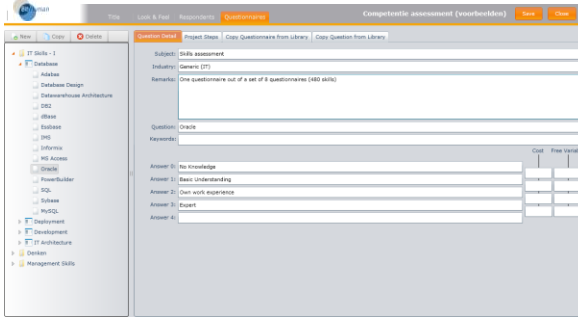 Title
Look & Feel
Respondents
Questionnaires
Competentie assessment (voorbeelden)
Save
Close
New
Copy
Delete
Question Detail
Project Steps
Copy Questionnaire from Library
Copy Question from Library
IT Skills - I
Database
Adabas
Database Design
Datawarehouse Architecture
DB2
dBase
Easbase
IMS
Informix
MS Access
Oracle
PowerBuilder
SQL
Sybase
MySQL
Deployment
Development
IT Architecture
Denken
Management Skills
Subject: Skills assessment
Industry: Generic (IT)
Remarks: One questionnaire out of a set of 8 questionnaires (480 skills)
Question: Oracle
Keywords:
Cost
Free Varia
Answer 0: No Knowledge
Answer 1: Basic Understanding
Answer 2: Own work experience
Answer 3: Expert
Answer 4: